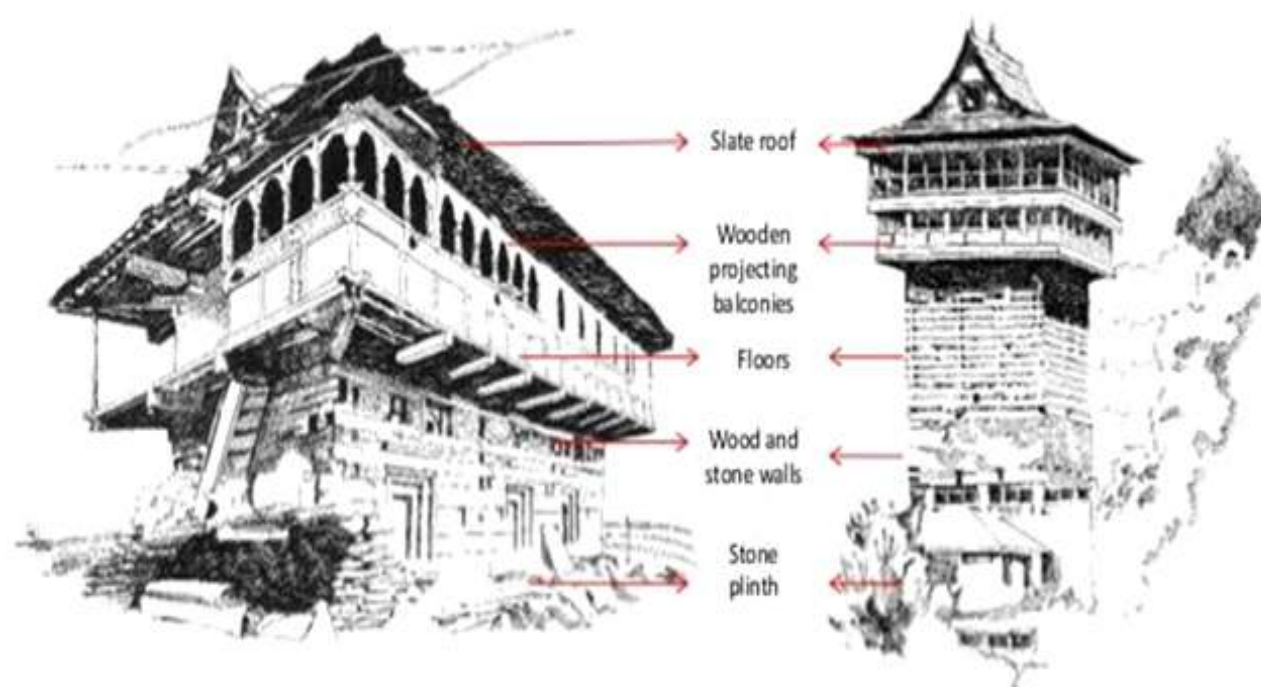 Slate roof
Wooden
projecting
balconies
Floors
Wood and
stone walls
Stone
plinth